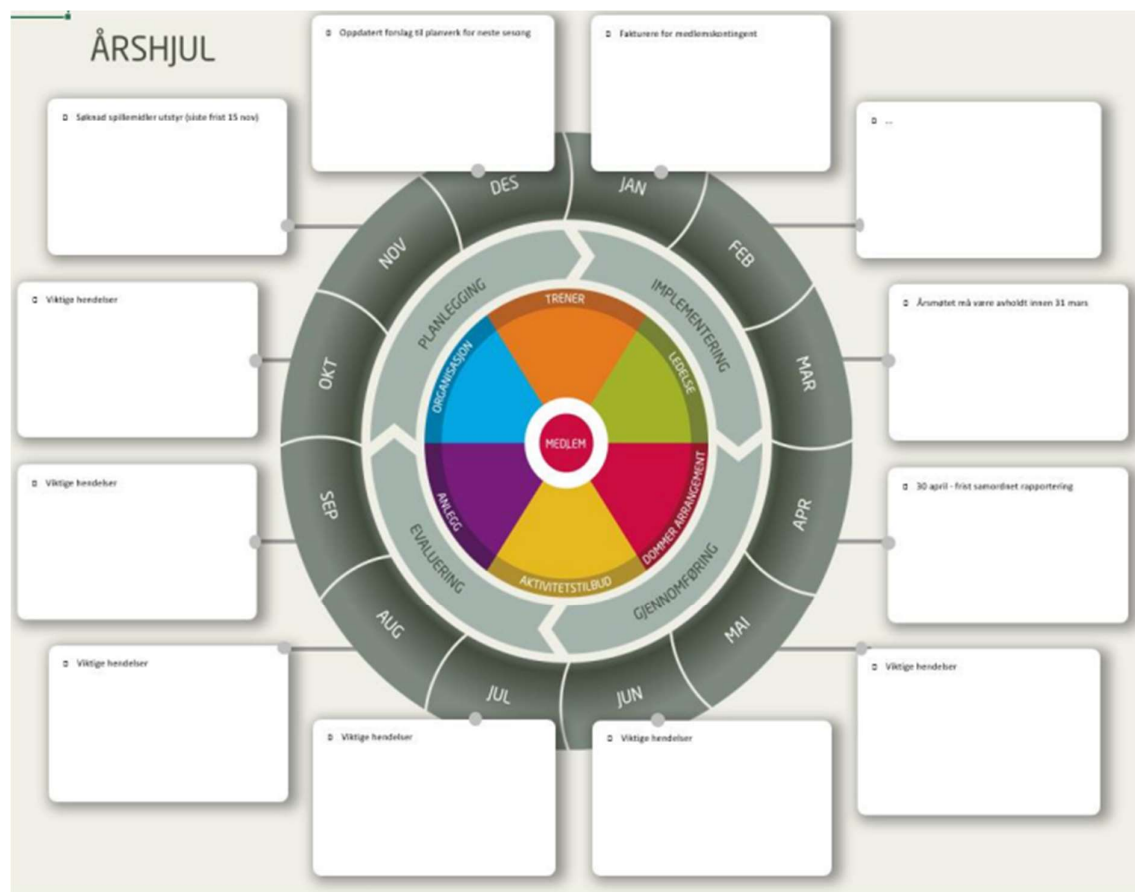 ÅRSHJUL
Oppdatert forslag til planverk for neste sesong
Fakturere for medlemskontingent
Søknad spillemidler utstyr (siste frist 15 nov)
...
DES
JAN
NOV
FEB
Viktige hendelser
Årsmøtet må være avholdt innen 31 mars
PLANLEGGING
IMPLEMENTERING
TRENER
ORGANISASJON
LEDELSE
OKT
MAR
MEDLEM
Viktige hendelser
30 april - frist samordnet rapportering
SEP
APR
ANLEGG
DOMMER ARRANGEMENT
AKTIVITETSTILBUD
EVALUERING
GJENNOMFØRING
AUG
MAI
Viktige hendelser
Viktige hendelser
JUL
JUN
Viktige hendelser
Viktige hendelser